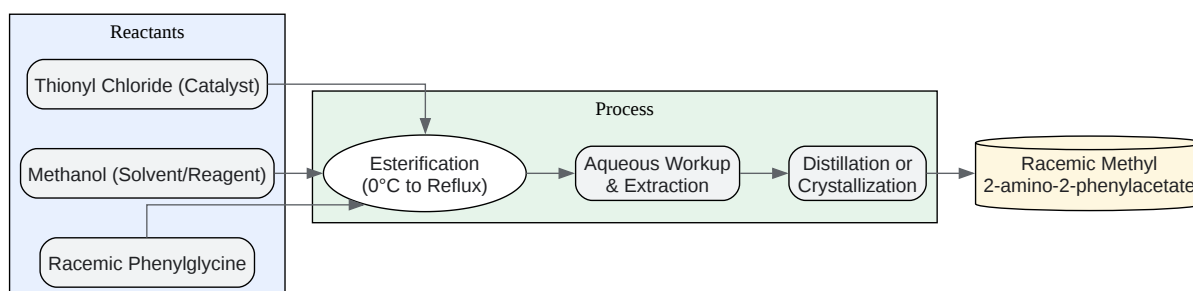 Reactants
Thionyl Chloride (Catalyst)
Methanol (Solvent/Reagent)
Racemic Phenylglycine
Process
Esterification
(0°C to Reflux)
Aqueous Workup
& Extraction
Distillation or
Crystallization
Racemic Methyl
2-amino-2-phenylacetate